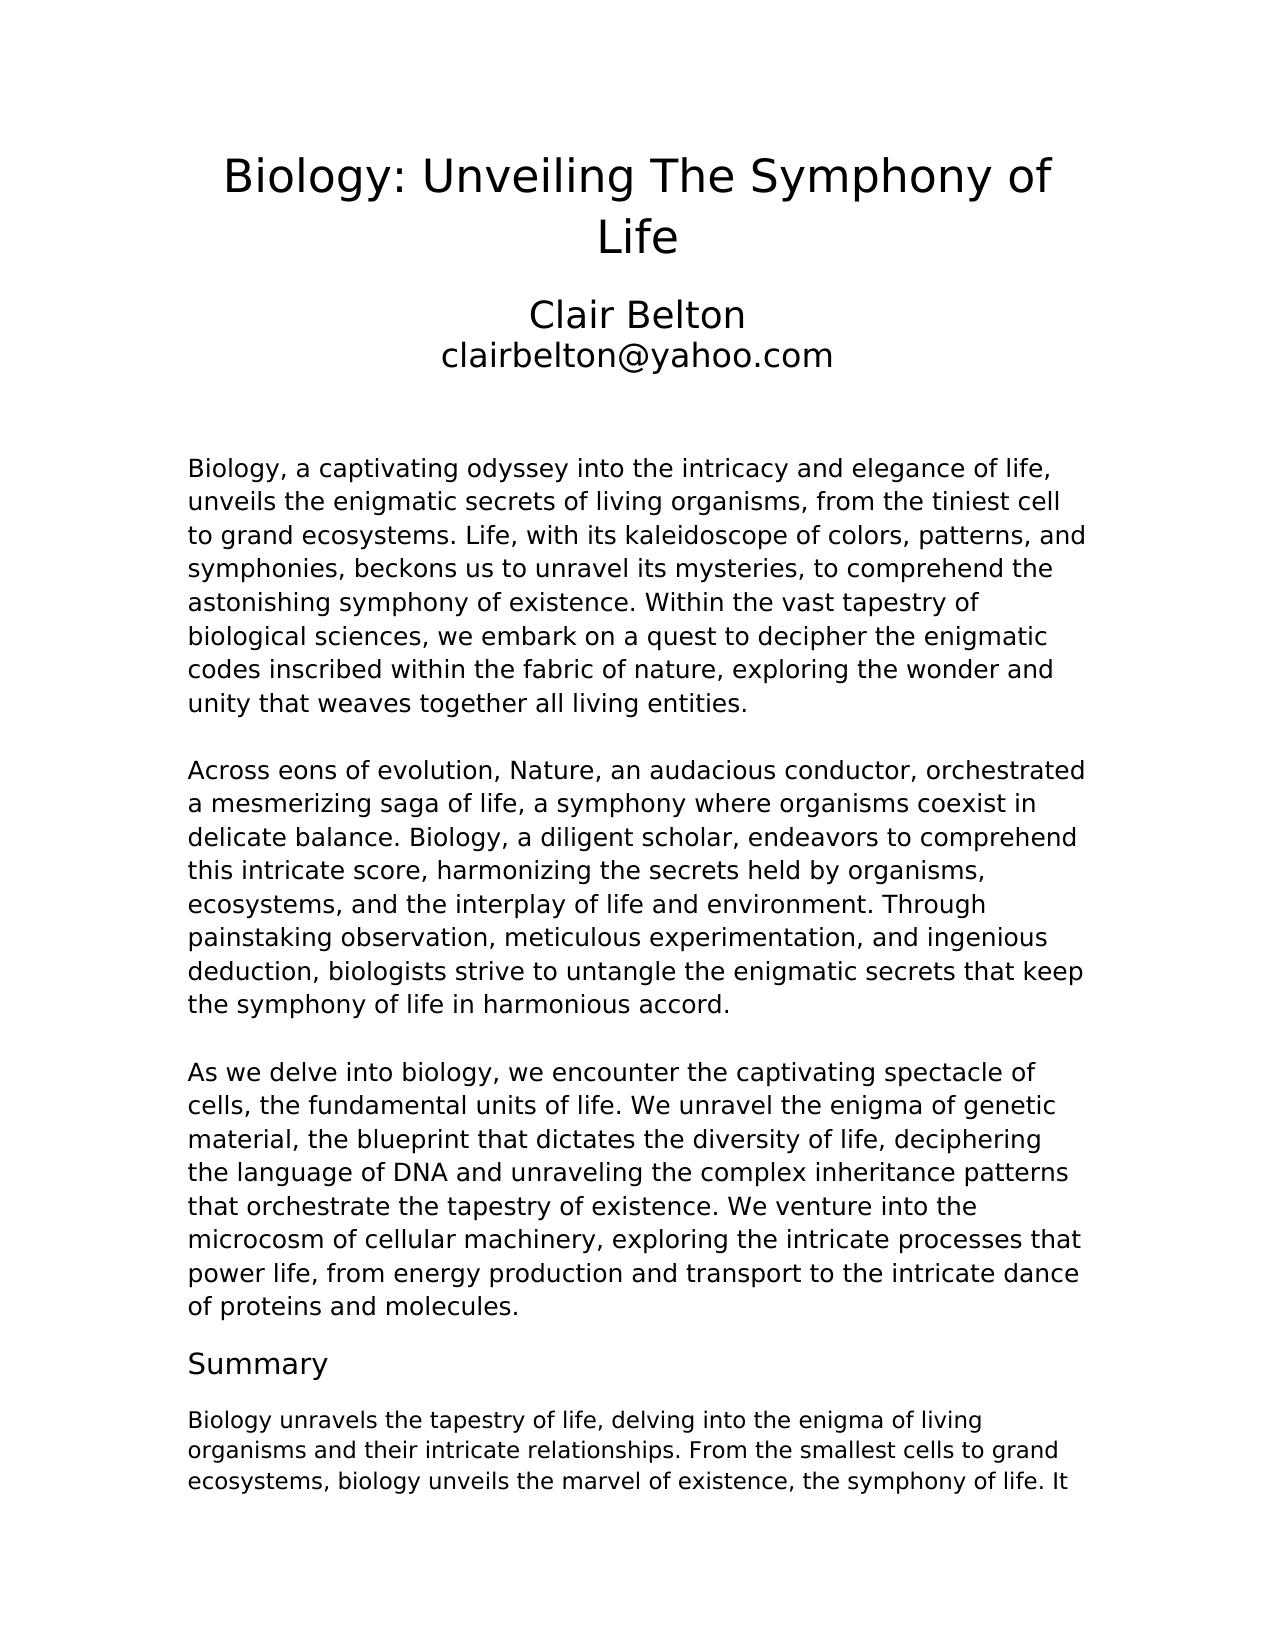 Biology: Unveiling The Symphony of
Life
Clair Belton
clairbelton@yahoo.com
Biology, a captivating odyssey into the intricacy and elegance of life,
unveils the enigmatic secrets of living organisms, from the tiniest cell
to grand ecosystems. Life, with its kaleidoscope of colors, patterns, and
symphonies, beckons us to unravel its mysteries, to comprehend the
astonishing symphony of existence. Within the vast tapestry of
biological sciences, we embark on a quest to decipher the enigmatic
codes inscribed within the fabric of nature, exploring the wonder and
unity that weaves together all living entities.
Across eons of evolution, Nature, an audacious conductor, orchestrated
a mesmerizing saga of life, a symphony where organisms coexist in
delicate balance. Biology, a diligent scholar, endeavors to comprehend
this intricate score, harmonizing the secrets held by organisms,
ecosystems, and the interplay of life and environment. Through
painstaking observation, meticulous experimentation, and ingenious
deduction, biologists strive to untangle the enigmatic secrets that keep
the symphony of life in harmonious accord.
As we delve into biology, we encounter the captivating spectacle of
cells, the fundamental units of life. We unravel the enigma of genetic
material, the blueprint that dictates the diversity of life, deciphering
the language of DNA and unraveling the complex inheritance patterns
that orchestrate the tapestry of existence. We venture into the
microcosm of cellular machinery, exploring the intricate processes that
power life, from energy production and transport to the intricate dance
of proteins and molecules.
Summary
Biology unravels the tapestry of life, delving into the enigma of living
organisms and their intricate relationships. From the smallest cells to grand
ecosystems, biology unveils the marvel of existence, the symphony of life. It